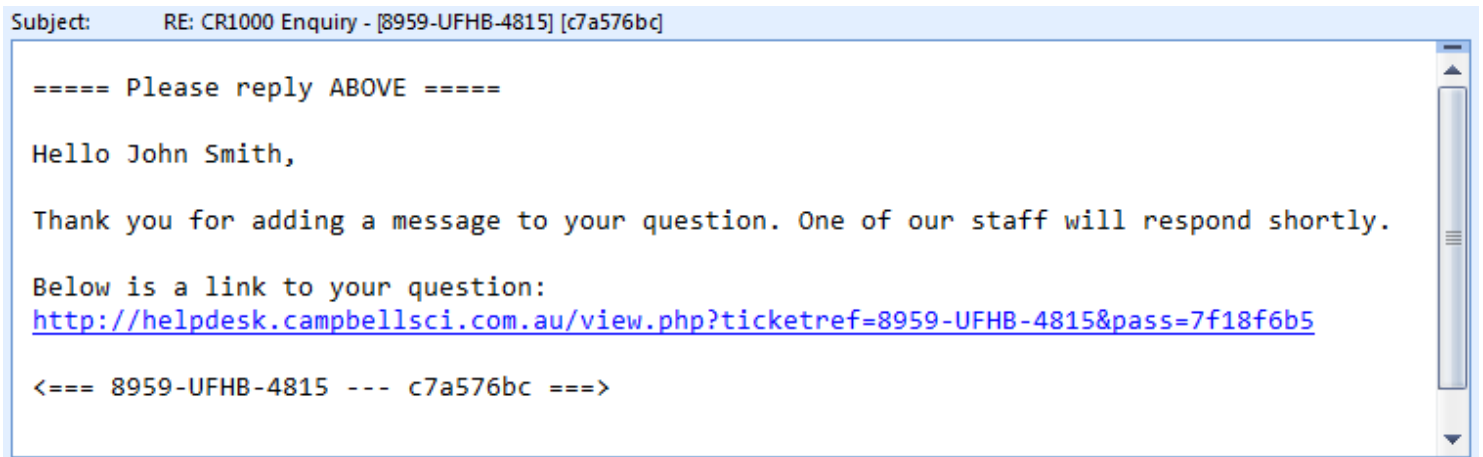 Subject: RE: CR1000 Enquiry - [8959-UFHB-4815] [c7a576bc]
===== Please reply ABOVE =====
Hello John Smith,
Thank you for adding a message to your question. One of our staff will respond shortly.
Below is a link to your question:
http://helpdesk.campbellsci.com.au/view.php?ticketref=8959-UFHB-4815&pass=7f18f6b5
<=== 8959-UFHB-4815 --- c7a576bc ===>